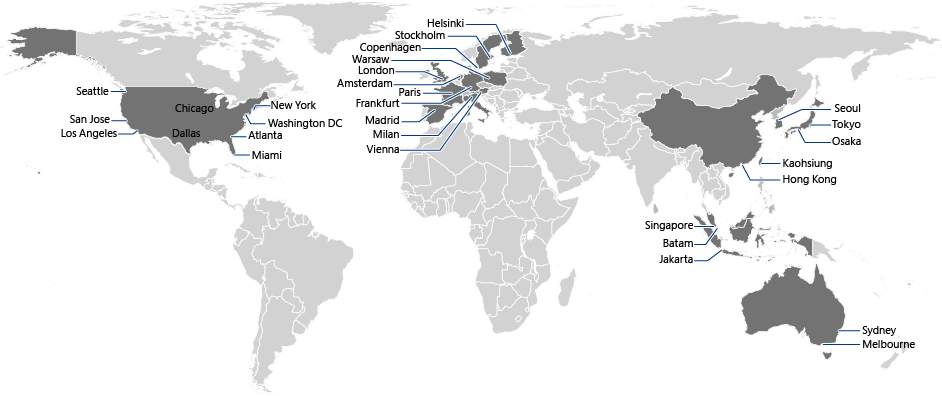 Seattle
San Jose
Los Angeles
Chicago
Dallas
New York
Washington DC
Atlanta
Miami
Helsinki
Stockholm
Copenhagen
Warsaw
London
Amsterdam
Paris
Frankfurt
Madrid
Milan
Vienna
Seoul
Tokyo
Osaka
Kaohsiung
Hong Kong
Singapore
Batam
Jakarta
Sydney
Melbourne